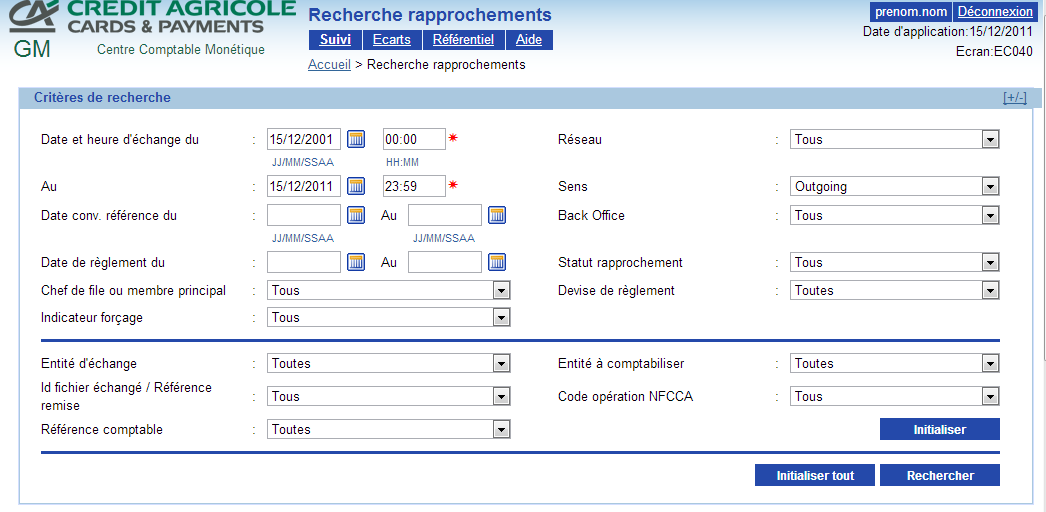 CREDIT AGRICOLE
CARDS & PAYMENTS
GM Centre Comptable Monétique
Recherche rapprochements
Suivi Ecarts Référentiel Aide
Accueil > Recherche rapprochements
prenom.nom Déconnexion
Date d'application:15/12/2011
Ecran:EC040
Critères de recherche [+/-]
Date et heure d'échange du : 15/12/2001 00:00 * Réseau : Tous
JJ/MM/SSAA HH:MM
Au : 15/12/2011 23:59 * Sens : Outgoing
Date conv. référence du : Au Back Office : Tous
JJ/MM/SSAA JJ/MM/SSAA
Date de règlement du : Au Statut rapprochement : Tous
Chef de file ou membre principal : Tous Devise de règlement : Toutes
Indicateur forçage : Tous
Entité d'échange : Toutes Entité à comptabiliser : Toutes
Id fichier échangé / Référence
remise : Tous Code opération NFCCA : Tous
Référence comptable : Toutes Initialiser
Initialiser tout Rechercher